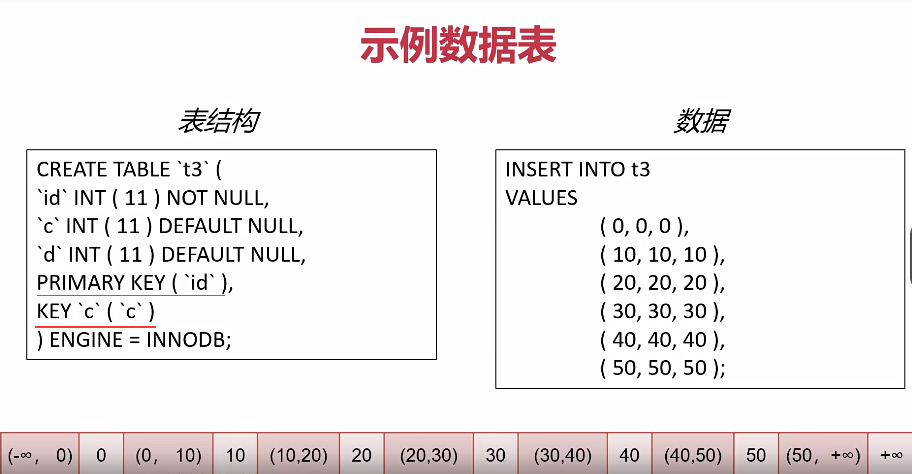 示例数据表
表结构
CREATE TABLE `t3` (
`id` INT ( 11 ) NOT NULL,
`c` INT ( 11 ) DEFAULT NULL,
`d` INT ( 11 ) DEFAULT NULL,
PRIMARY KEY ( `id` ),
KEY `c` ( `c` )
) ENGINE = INNODB;
数据
INSERT INTO t3
VALUES
( 0, 0, 0 ),
( 10, 10, 10 ),
( 20, 20, 20 ),
( 30, 30, 30 ),
( 40, 40, 40 ),
( 50, 50, 50 );
(-∞, 0) 0 (0, 10) 10 (10,20) 20 (20,30) 30 (30,40) 40 (40,50) 50 (50, +∞) +∞